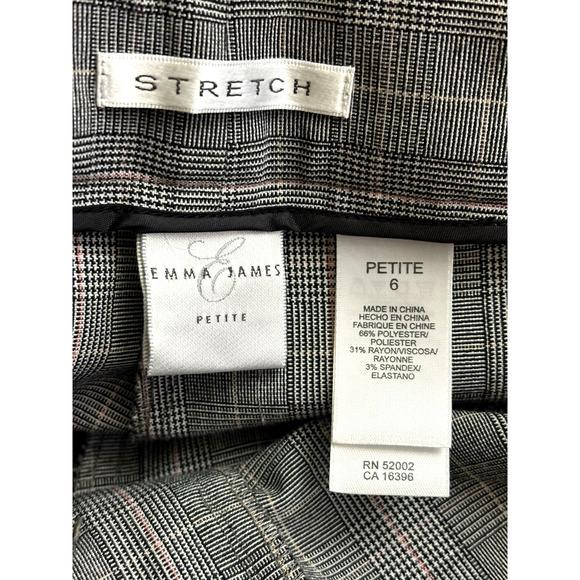 STRETCH
E
EMMA JAMES
PETITE
PETITE
6
MADE IN CHINA
HECHO EN CHINA
FABRIQUE EN CHINE
66% POLYESTER/
POLIESTER
31% RAYON/VISCOSA/
RAYONNE
3% SPANDEX/
ELASTANO
RN 52002
CA 16396